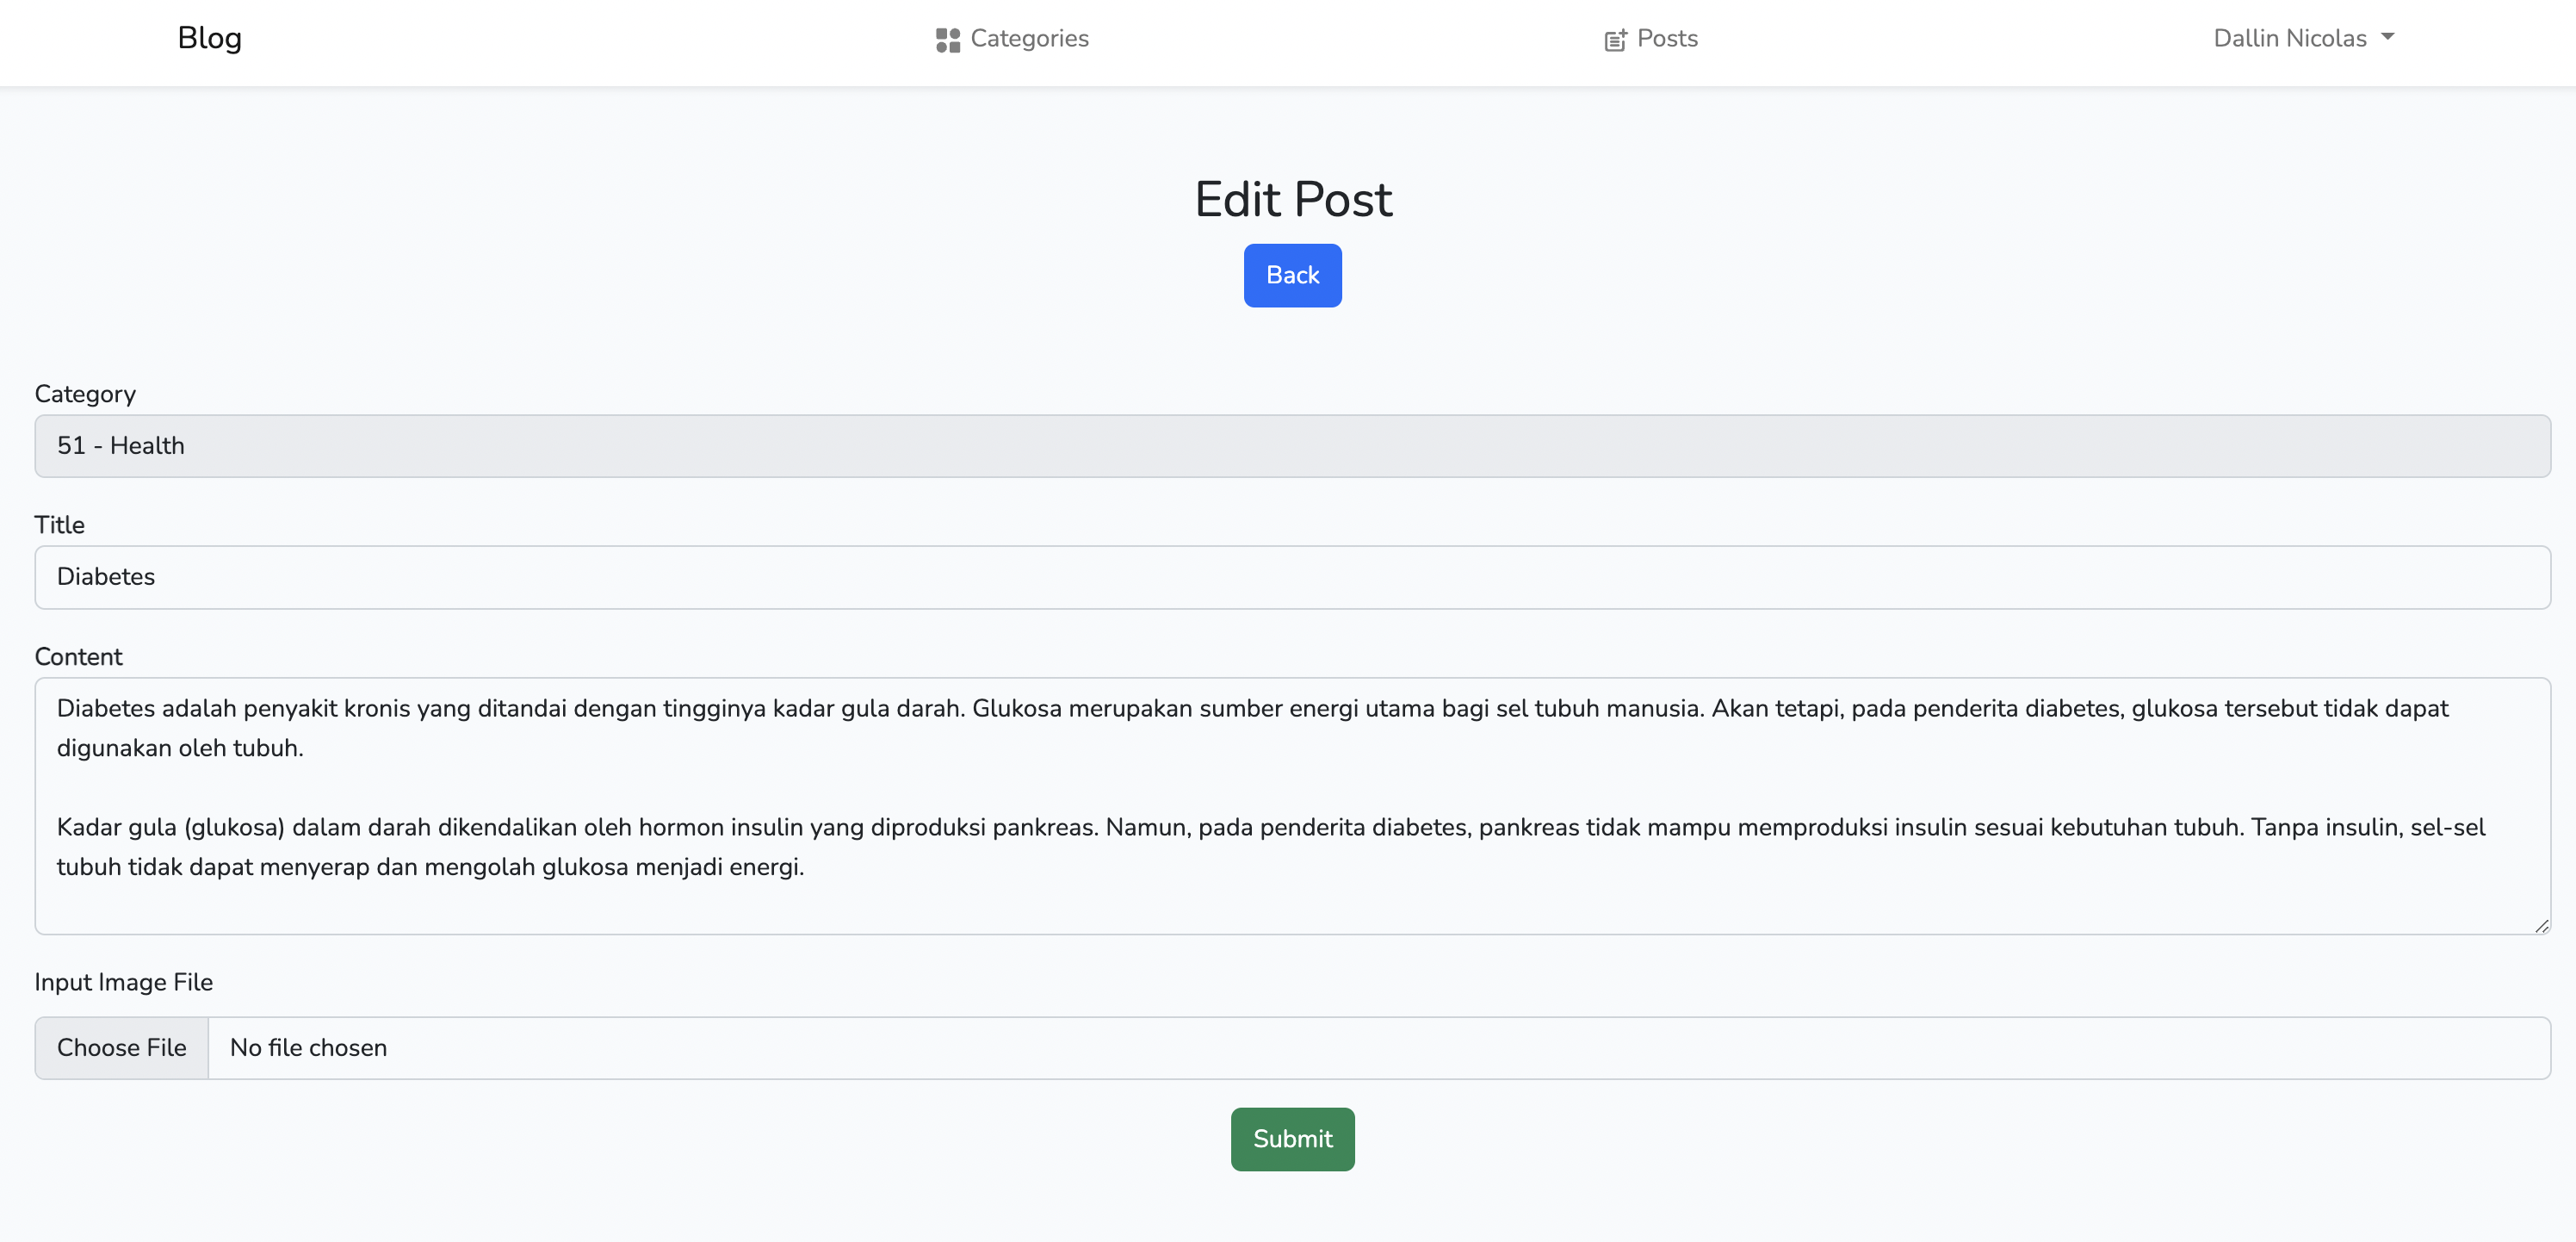 Blog
Categories
Posts
Dallin Nicolas
Edit Post
Back
Category
51 - Health
Title
Diabetes
Content
Diabetes adalah penyakit kronis yang ditandai dengan tingginya kadar gula darah. Glukosa merupakan sumber energi utama bagi sel tubuh manusia. Akan tetapi, pada penderita diabetes, glukosa tersebut tidak dapat
digunakan oleh tubuh.
Kadar gula (glukosa) dalam darah dikendalikan oleh hormon insulin yang diproduksi pankreas. Namun, pada penderita diabetes, pankreas tidak mampu memproduksi insulin sesuai kebutuhan tubuh. Tanpa insulin, sel-sel
tubuh tidak dapat menyerap dan mengolah glukosa menjadi energi.
Input Image File
Choose File
No file chosen
Submit